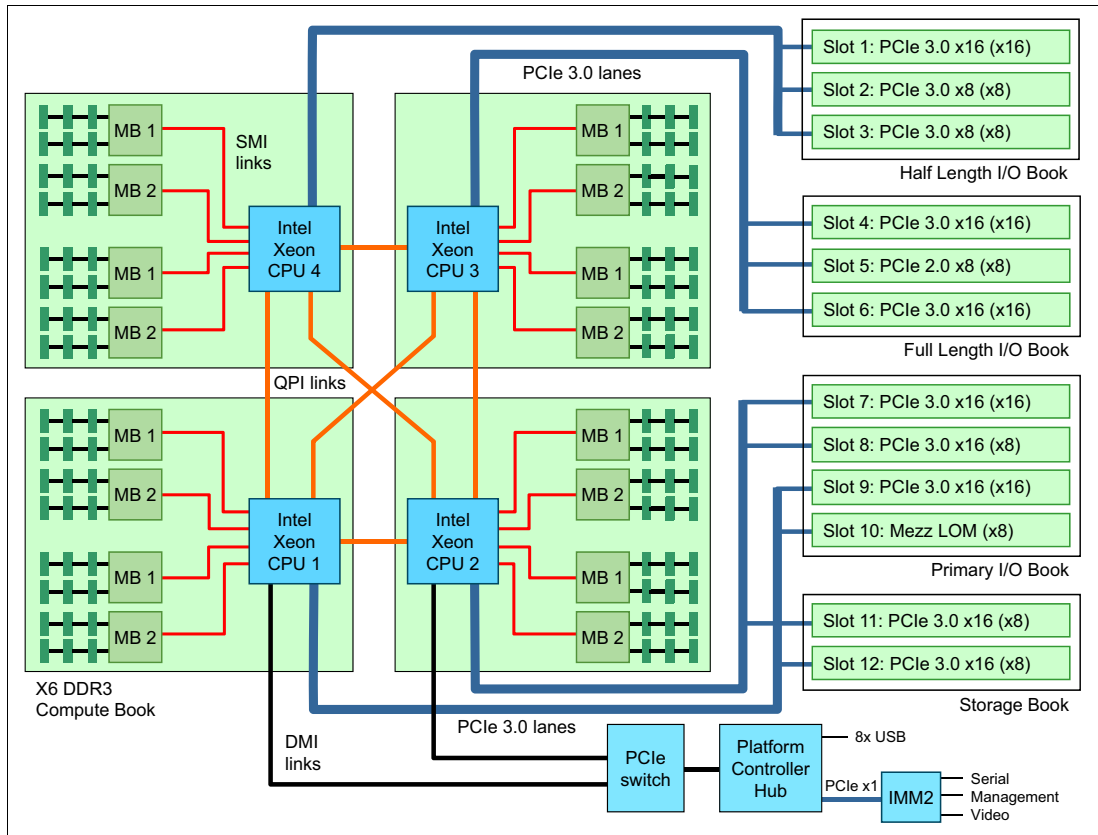 PCIe 3.0 lanes
Slot 1: PCIe 3.0 x16 (x16)
Slot 2: PCIe 3.0 x8 (x8)
Slot 3: PCIe 3.0 x8 (x8)
Half Length I/O Book
MB 1
SMI
links
MB 2
MB 1
MB 2
Intel
Xeon
CPU 4
MB 1
MB 2
MB 1
MB 2
Intel
Xeon
CPU 3
Slot 4: PCIe 3.0 x16 (x16)
Slot 5: PCIe 2.0 x8 (x8)
Slot 6: PCIe 3.0 x16 (x16)
Full Length I/O Book
QPI links
MB 1
MB 2
MB 1
MB 2
Intel
Xeon
CPU 1
MB 1
MB 2
MB 1
MB 2
Intel
Xeon
CPU 2
Slot 7: PCIe 3.0 x16 (x16)
Slot 8: PCIe 3.0 x16 (x8)
Slot 9: PCIe 3.0 x16 (x16)
Slot 10: Mezz LOM (x8)
Primary I/O Book
Slot 11: PCIe 3.0 x16 (x8)
Slot 12: PCIe 3.0 x16 (x8)
Storage Book
X6 DDR3
Compute Book
DMI
links
PCIe 3.0 lanes
PCIe
switch
Platform
Controller
Hub
8x USB
PCIe x1
IMM2
Serial
Management
Video